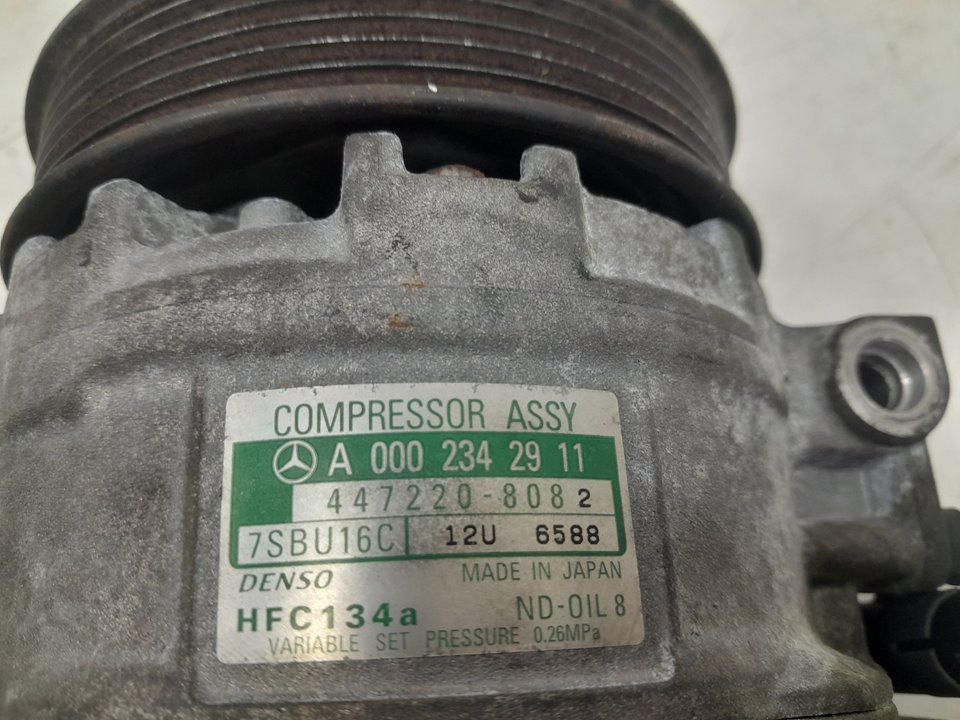 COMPRESSOR ASSY
A 000 234 29 11
447220-8082
7SBU16C 12U 6588
DENSO MADE IN JAPAN
HFC134a ND-OIL 8
VARIABLE SET PRESSURE 0.26MPa